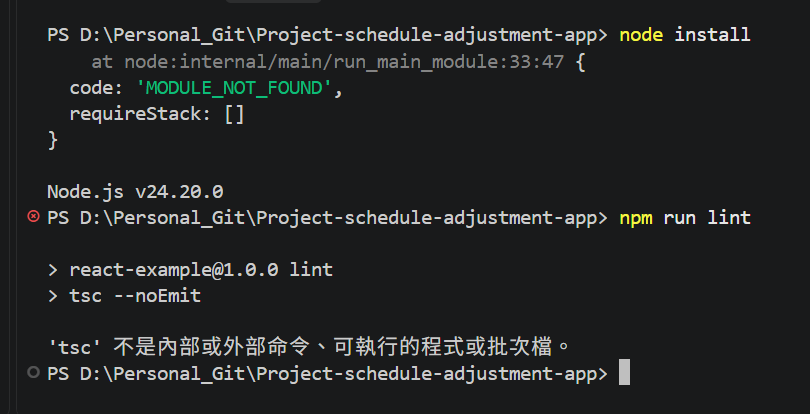 PS D:\Personal_Git\Project-schedule-adjustment-app> node install
    at node:internal/main/run_main_module:33:47 {
  code: 'MODULE_NOT_FOUND',
  requireStack: []
}
Node.js v24.20.0
PS D:\Personal_Git\Project-schedule-adjustment-app> npm run lint
> react-example@1.0.0 lint
> tsc --noEmit
'tsc' 不是內部或外部命令、可執行的程式或批次檔。
PS D:\Personal_Git\Project-schedule-adjustment-app>